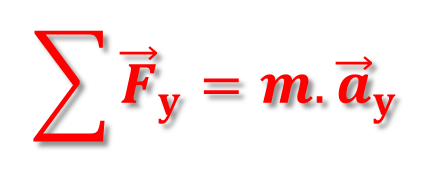 ∑ F⃗y = m.a⃗y